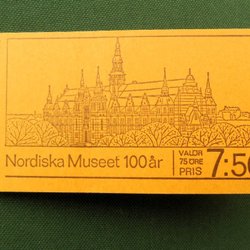 Nordiska Museet 100 år
VALÖR
75 ÖRE
PRIS
7:50